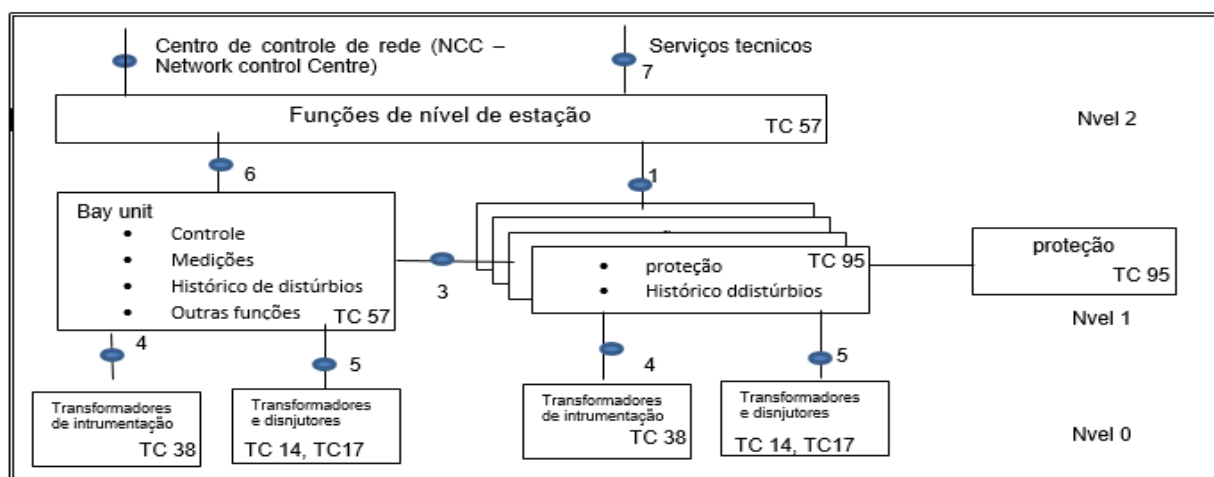 Centro de controle de rede (NCC –
Network control Centre)
Serviços tecnicos
7
Funções de nível de estação
TC 57
Nvel 2
6
1
Bay unit
• Controle
• Medições
• Histórico de distúrbios
• Outras funções
TC 57
3
• proteção
• Histórico ddistúrbios
TC 95
proteção
TC 95
Nvel 1
4
5
4
5
Transformadores
de intrumentação
TC 38
Transformadores
e disnjutores
TC 14, TC17
Transformadores
de intrumentação
TC 38
Transformadores
e disnjutores
TC 14, TC17
Nvel 0